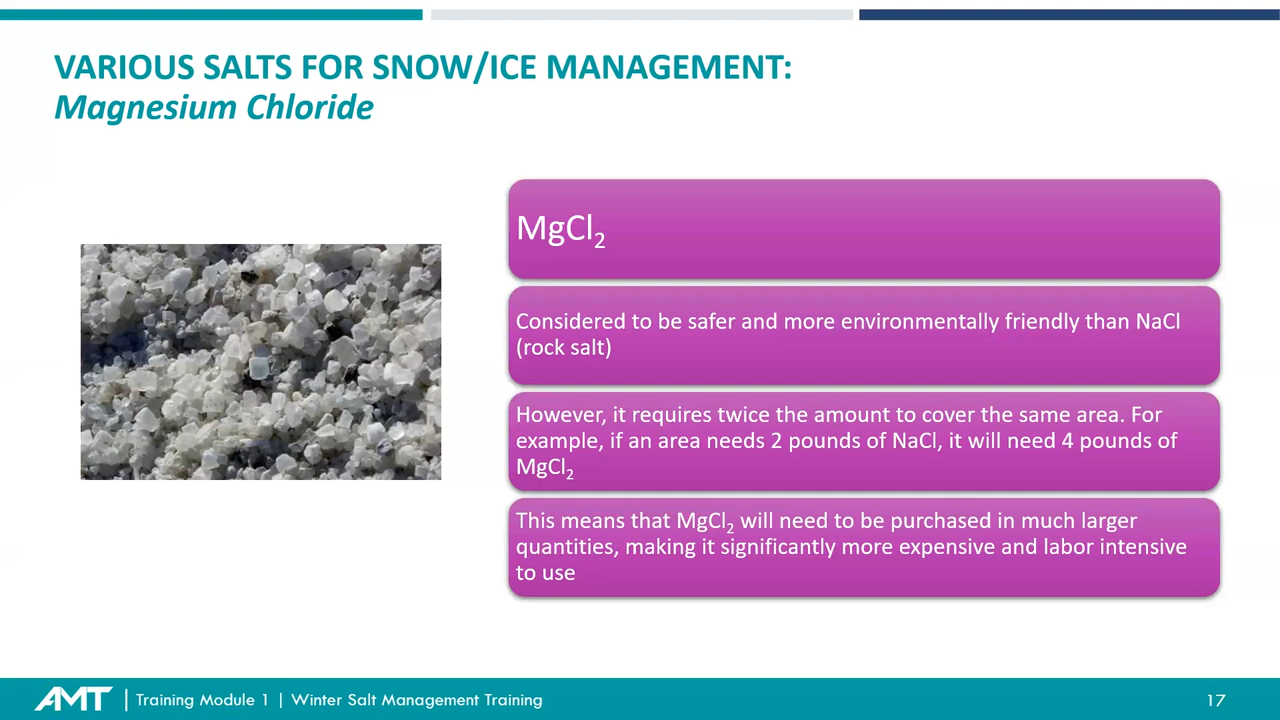 VARIOUS SALTS FOR SNOW/ICE MANAGEMENT:
Magnesium Chloride
MgCl₂
Considered to be safer and more environmentally friendly than NaCl
(rock salt)
However, it requires twice the amount to cover the same area. For
example, if an area needs 2 pounds of NaCl, it will need 4 pounds of
MgCl₂
This means that MgCl₂ will need to be purchased in much larger
quantities, making it significantly more expensive and labor intensive
to use
AMT | Training Module 1 | Winter Salt Management Training 17